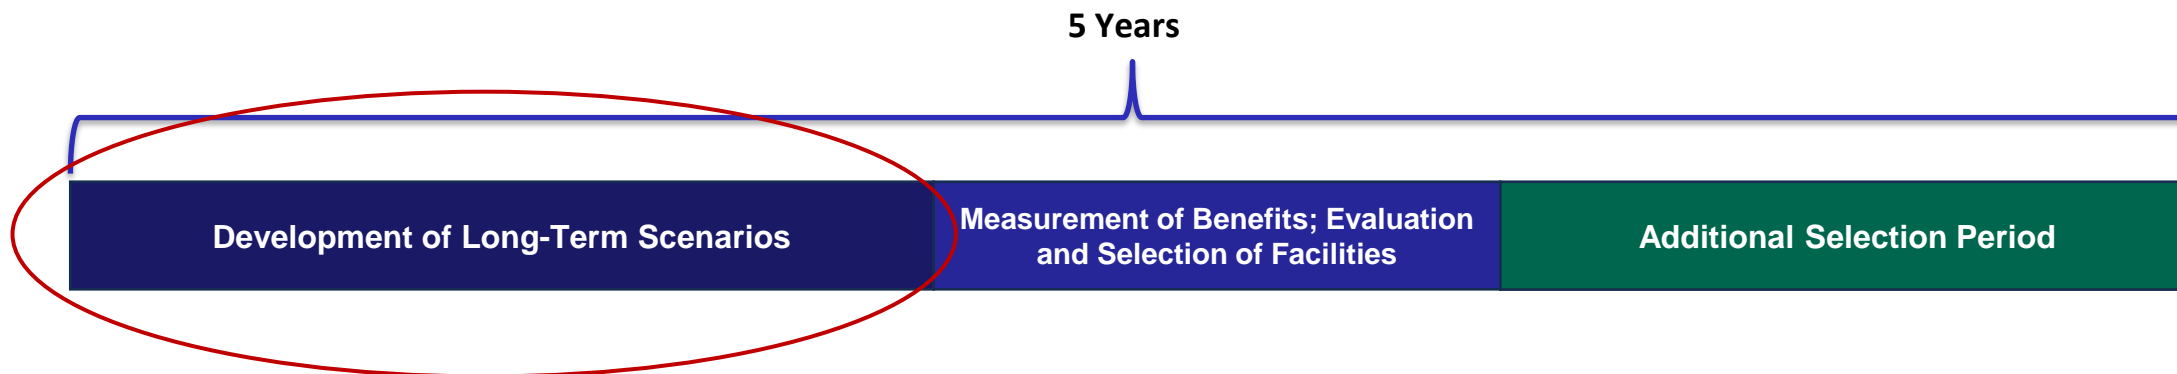 5 Years
Development of Long-Term Scenarios
Measurement of Benefits; Evaluation
and Selection of Facilities
Additional Selection Period